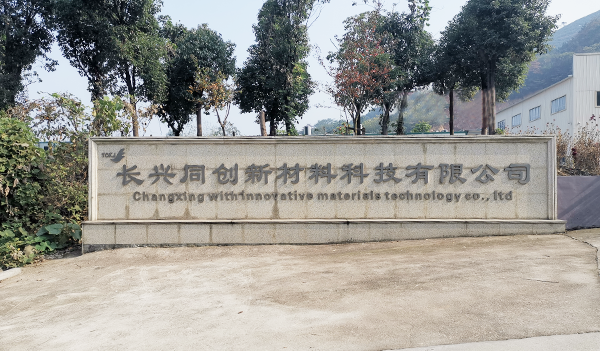 长兴同创新材料科技有限公司
Changxing with innovative materials technology co., ltd